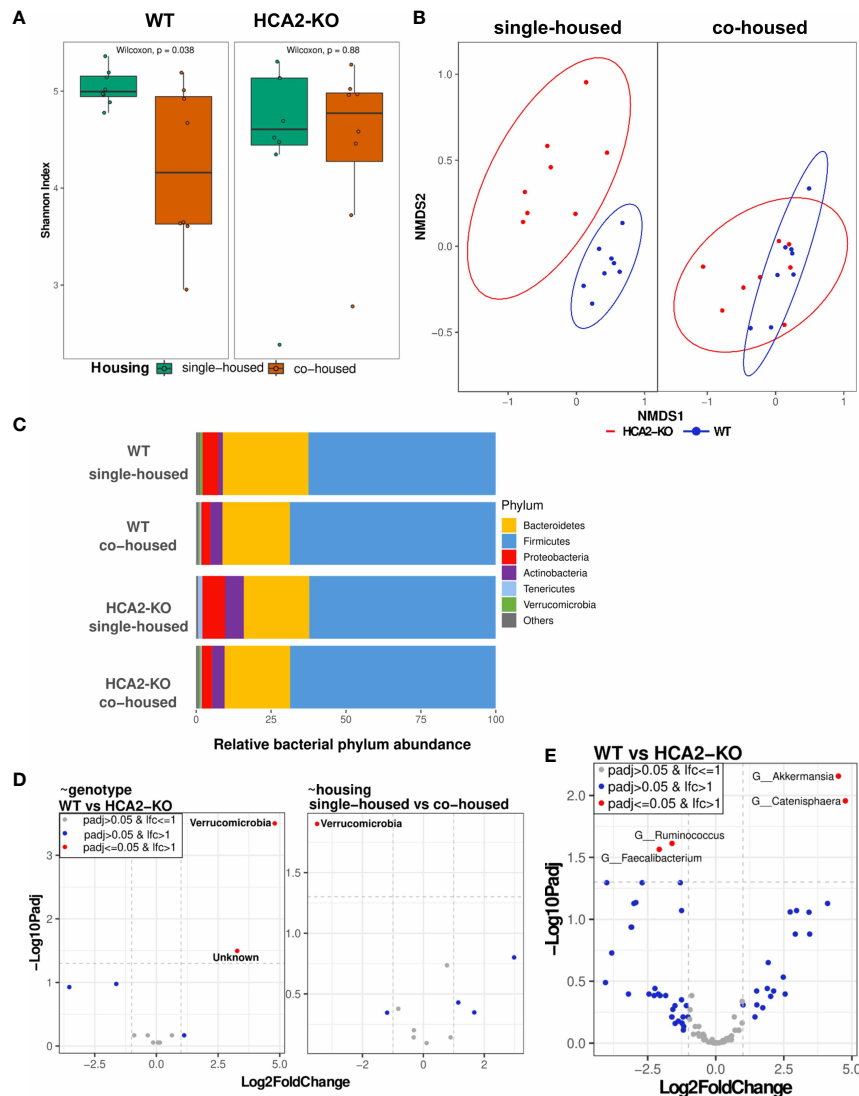 A
WT
HCA2-KO
Wilcoxon, p = 0.038
Wilcoxon, p = 0.88
5
4
3
Shannon Index
Housing
single-housed
co-housed
B
single-housed
co-housed
1.0
0.5
0.0
−0.5
NMDS2
−1
0
1
−1
0
1
NMDS1
HCA2-KO
WT
C
WT
single-housed
WT
co-housed
HCA2-KO
single-housed
HCA2-KO
co-housed
0
25
50
75
100
Relative bacterial phylum abundance
Phylum
Bacteroidetes
Firmicutes
Proteobacteria
Actinobacteria
Tenericutes
Verrucomicrobia
Others
D
~genotype
WT vs HCA2-KO
padj>0.05 & lfc<=1
padj>0.05 & lfc>1
padj<=0.05 & lfc>1
Verrucomicrobia
Unknown
3
2
1
0
−Log10Padj
−2.5
0.0
2.5
5.0
~housing
single-housed vs co-housed
Verrucomicrobia
1.5
1.0
0.5
−2
0
2
Log2FoldChange
E
WT vs HCA2-KO
padj>0.05 & lfc<=1
padj>0.05 & lfc>1
padj<=0.05 & lfc>1
G__Akkermansia
G__Catenisphaera
G__Ruminococcus
G__Faecalibacterium
2.0
1.5
1.0
0.5
0.0
−Log10Padj
−2.5
0.0
2.5
5.0
Log2FoldChange